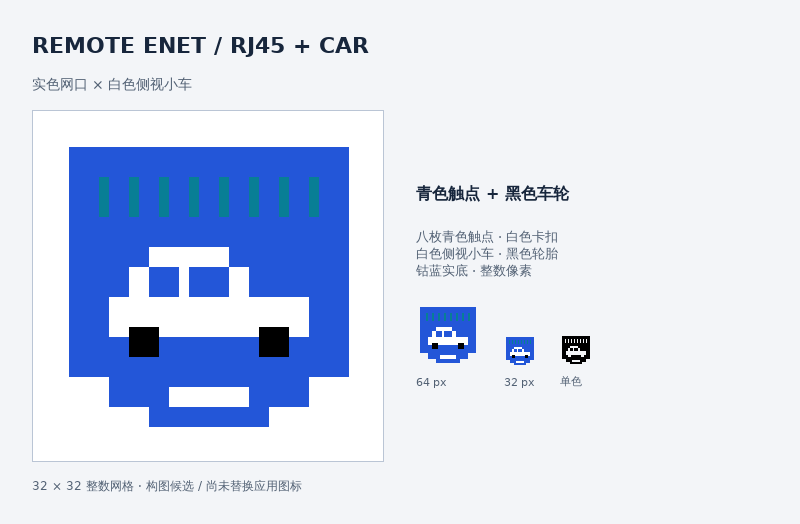 REMOTE ENET / RJ45 + CAR
实色网口 × 白色侧视小车
青色触点 + 黑色车轮
八枚青色触点 · 白色卡扣
白色侧视小车 · 黑色轮胎
钴蓝实底 · 整数像素
64 px
32 px
单色
32 × 32 整数网格 · 构图候选 / 尚未替换应用图标